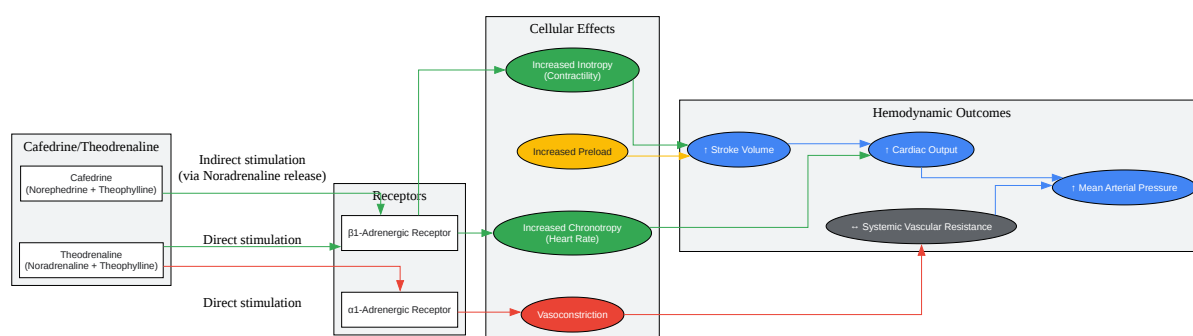 Cafedrine/Theodrenaline
Cafedrine
(Norephedrine + Theophylline)
Theodrenaline
(Noradrenaline + Theophylline)
Indirect stimulation
(via Noradrenaline release)
Direct stimulation
Direct stimulation
Receptors
β1-Adrenergic Receptor
α1-Adrenergic Receptor
Cellular Effects
Increased Inotropy
(Contractility)
Increased Preload
Increased Chronotropy
(Heart Rate)
Vasoconstriction
Hemodynamic Outcomes
↑ Stroke Volume
↑ Cardiac Output
↑ Mean Arterial Pressure
↔ Systemic Vascular Resistance